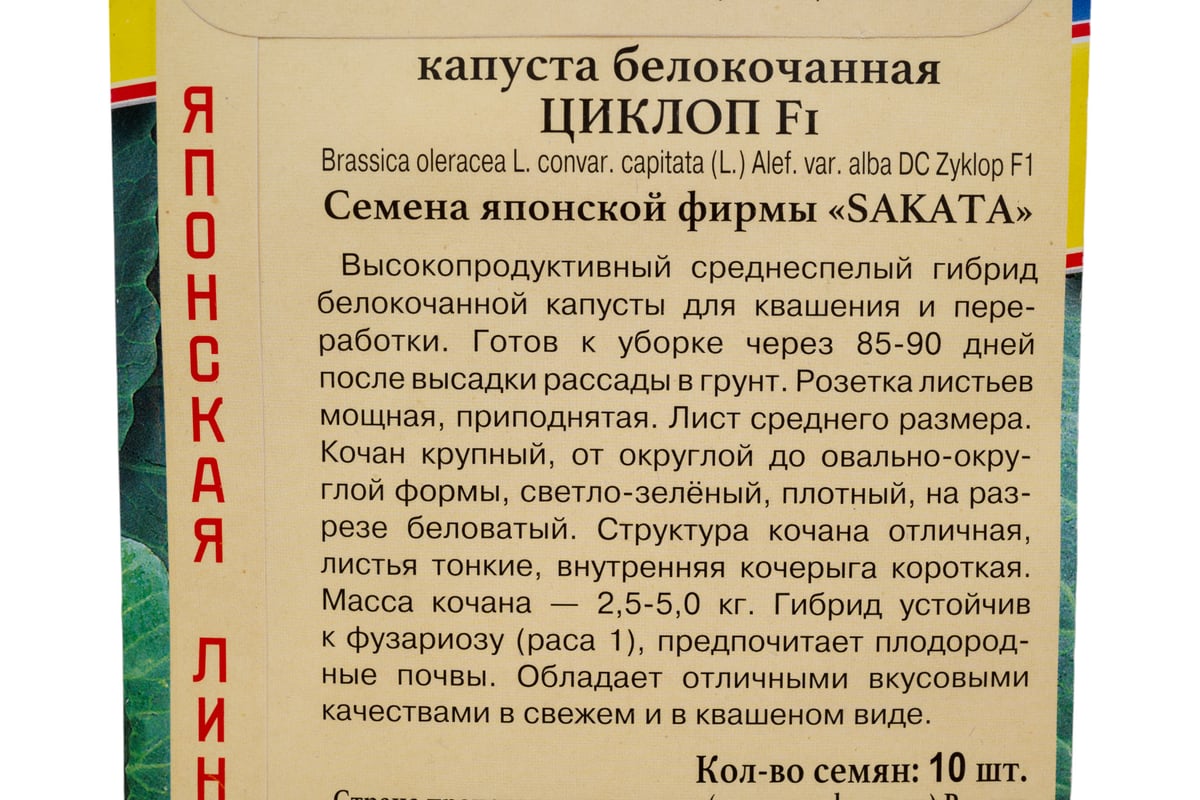 капуста белокочанная
ЦИКЛОП F1
Brassica oleracea L. convar. capitata (L.) Alef. var. alba DC Zyklop F1
Семена японской фирмы «SAKATA»
Высокопродуктивный среднеспелый гибрид
белокочанной капусты для квашения и пере-
работки. Готов к уборке через 85-90 дней
после высадки рассады в грунт. Розетка листьев
мощная, приподнятая. Лист среднего размера.
Кочан крупный, от округлой до овально-окру-
глой формы, светло-зелёный, плотный, на раз-
резе беловатый. Структура кочана отличная,
листья тонкие, внутренняя кочерыга короткая.
Масса кочана — 2,5-5,0 кг. Гибрид устойчив
к фузариозу (раса 1), предпочитает плодород-
ные почвы. Обладает отличными вкусовыми
качествами в свежем и в квашеном виде.
Кол-во семян: 10 шт.
ЯПОНСКАЯ ЛИН